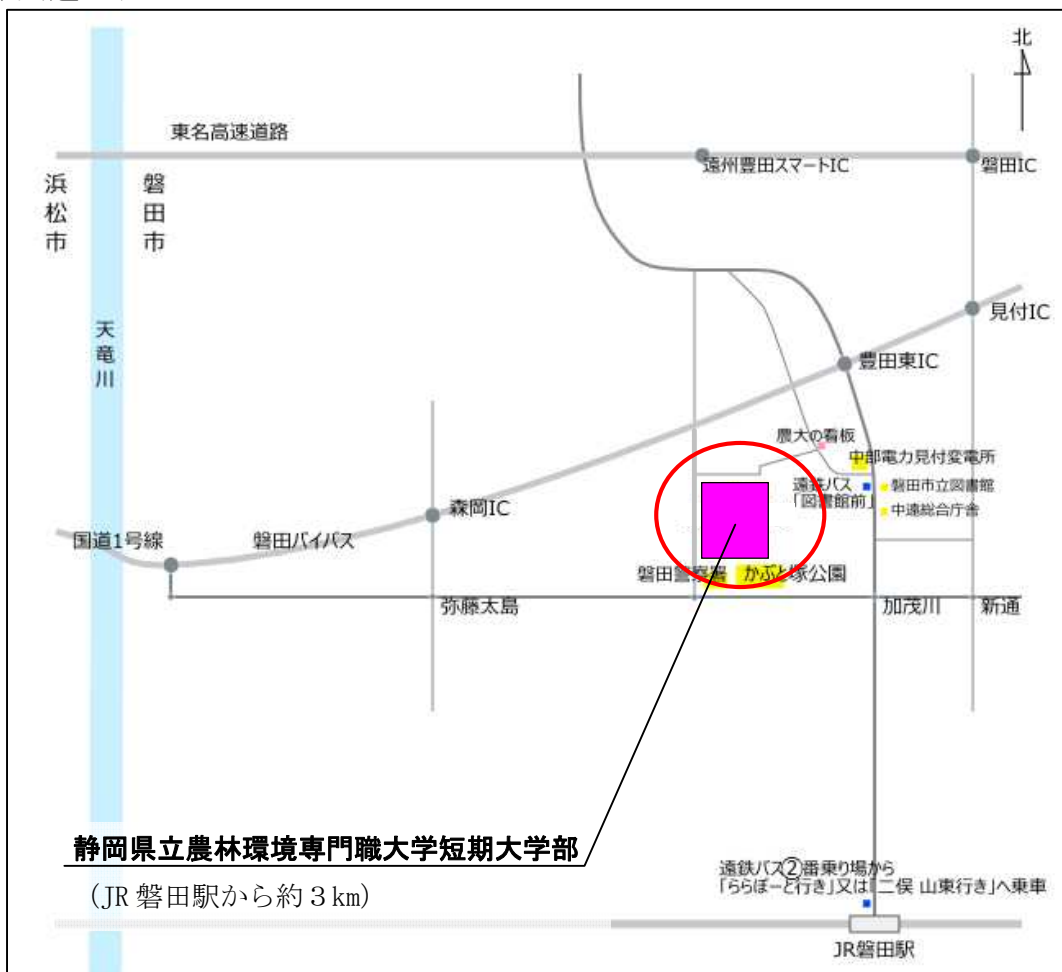 北
東名高速道路
遠州豊田スマートIC
磐田IC
浜松市
磐田市
見付IC
天竜川
豊田東IC
農大の看板
中部電力見付変電所
遠鉄バス
「図書館前」
磐田市立図書館
中遠総合庁舎
森岡IC
国道1号線
磐田バイパス
磐田警察署
かぶと塚公園
弥藤太島
加茂川
新通
静岡県立農林環境専門職大学短期大学部
(JR 磐田駅から約3km)
遠鉄バス②番乗り場から
「ららぽーと行き」又は「二俣 山東行き」へ乗車
JR磐田駅